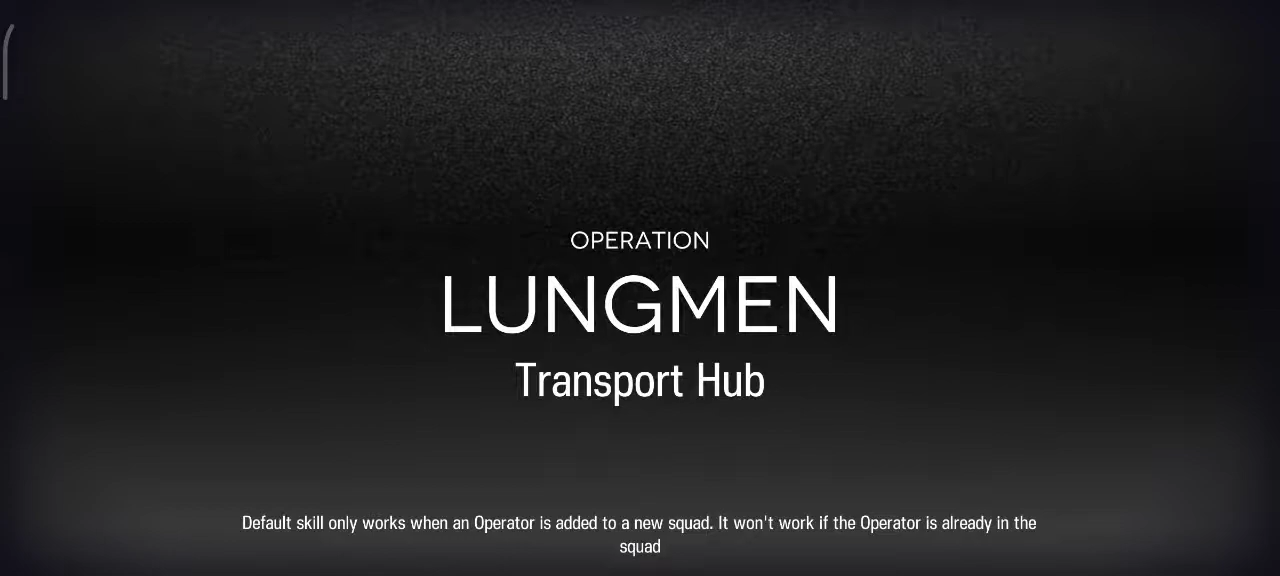 OPERATION
LUNGMEN
Transport Hub
Default skill only works when an Operator is added to a new squad. It won't work if the Operator is already in the
squad